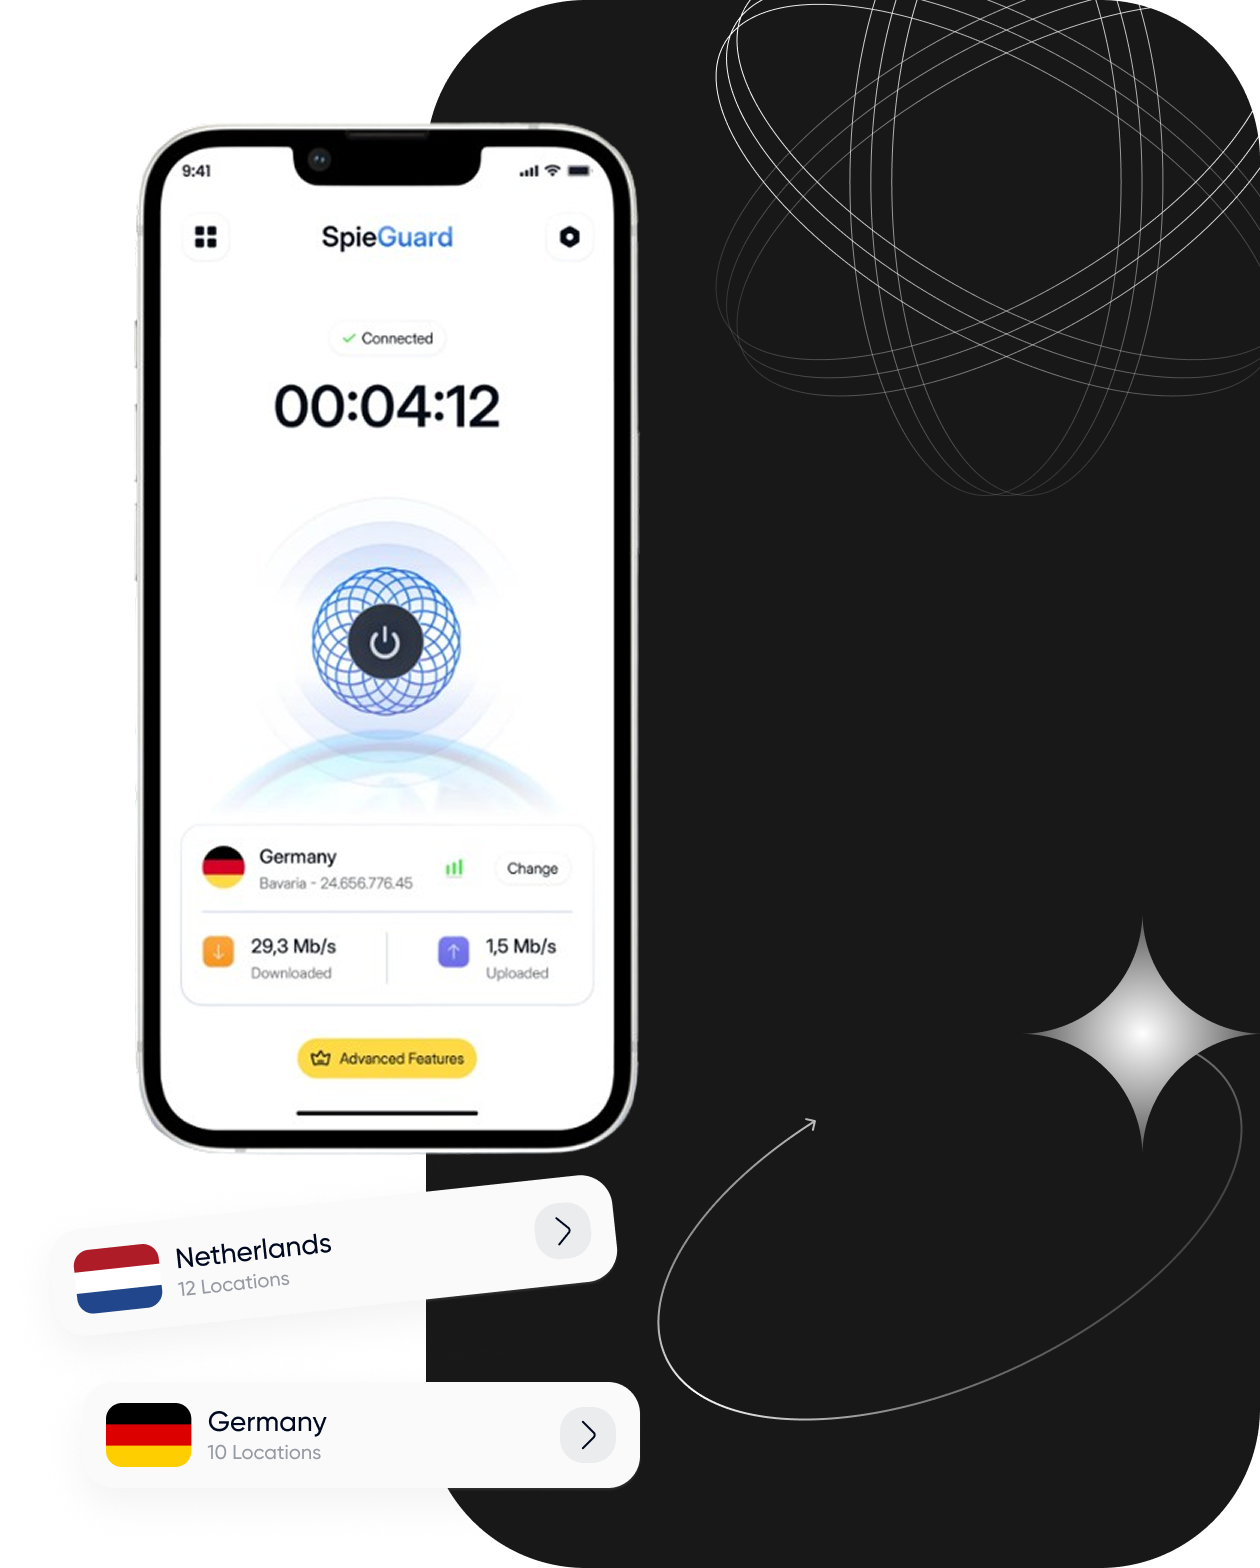 9:41
SpieGuard
Connected
00:04:12
Germany
Bavaria - 24.656.776.45
Change
29,3 Mb/s
Downloaded
1,5 Mb/s
Uploaded
Advanced Features
Netherlands
12 Locations
Germany
10 Locations